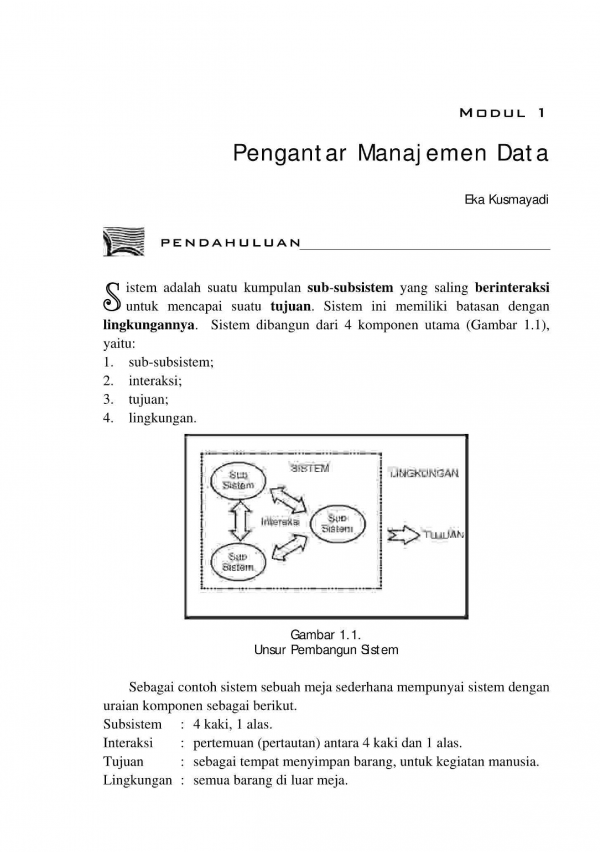 MODUL 1
Pengantar Manajemen Data
Eka Kusmayadi
PENDAHULUAN
Sistem adalah suatu kumpulan sub-subsistem yang saling berinteraksi
untuk mencapai suatu tujuan. Sistem ini memiliki batasan dengan
lingkungannya. Sistem dibangun dari 4 komponen utama (Gambar 1.1),
yaitu:
1. sub-subsistem;
2. interaksi;
3. tujuan;
4. lingkungan.
SISTEM
LINGKUNGAN
Sub
Sistem
Interaksi
Sub
Sistem
TUJUAN
Sub
Sistem
Gambar 1.1.
Unsur Pembangun Sistem
Sebagai contoh sistem sebuah meja sederhana mempunyai sistem dengan
uraian komponen sebagai berikut.
Subsistem : 4 kaki, 1 alas.
Interaksi : pertemuan (pertautan) antara 4 kaki dan 1 alas.
Tujuan : sebagai tempat menyimpan barang, untuk kegiatan manusia.
Lingkungan : semua barang di luar meja.